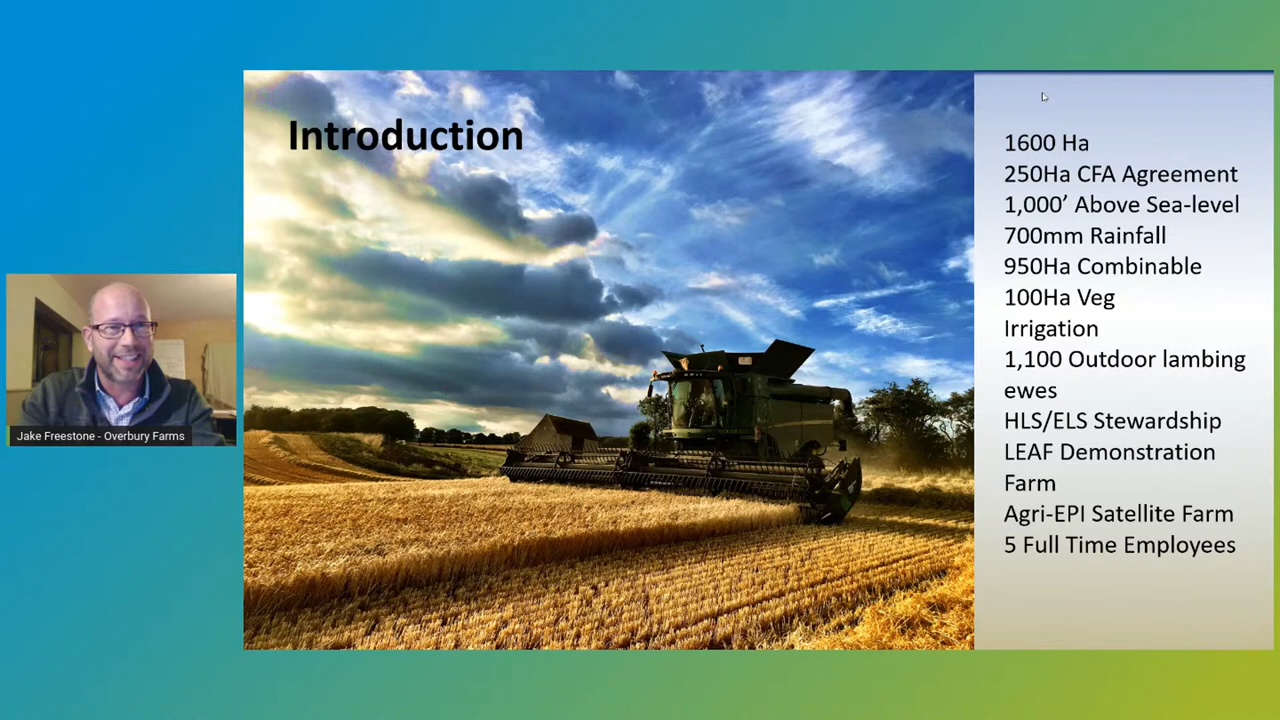 Introduction
1600 Ha
250Ha CFA Agreement
1,000’ Above Sea-level
700mm Rainfall
950Ha Combinable
100Ha Veg
Irrigation
1,100 Outdoor lambing
ewes
HLS/ELS Stewardship
LEAF Demonstration
Farm
Agri-EPI Satellite Farm
5 Full Time Employees
Jake Freestone - Overbury Farms